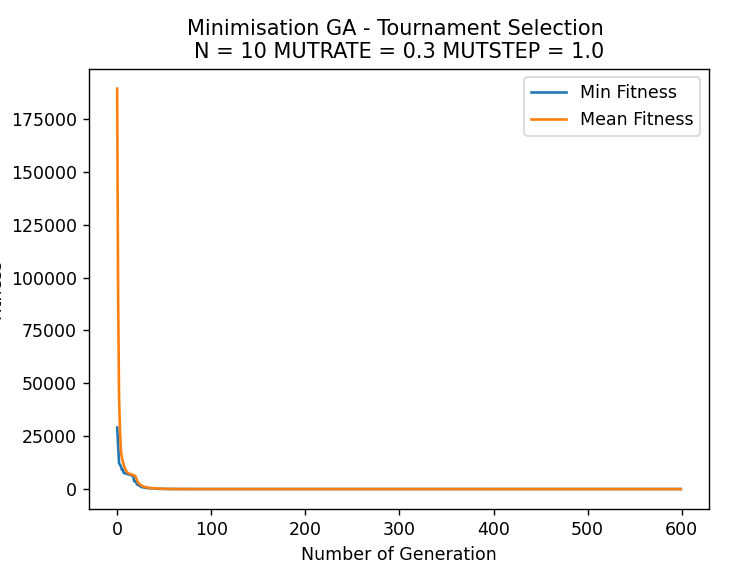 Minimisation GA - Tournament Selection
N = 10 MUTRATE = 0.3 MUTSTEP = 1.0
Min Fitness
Mean Fitness
175000
150000
125000
100000
75000
50000
25000
0
0 100 200 300 400 500 600
Number of Generation